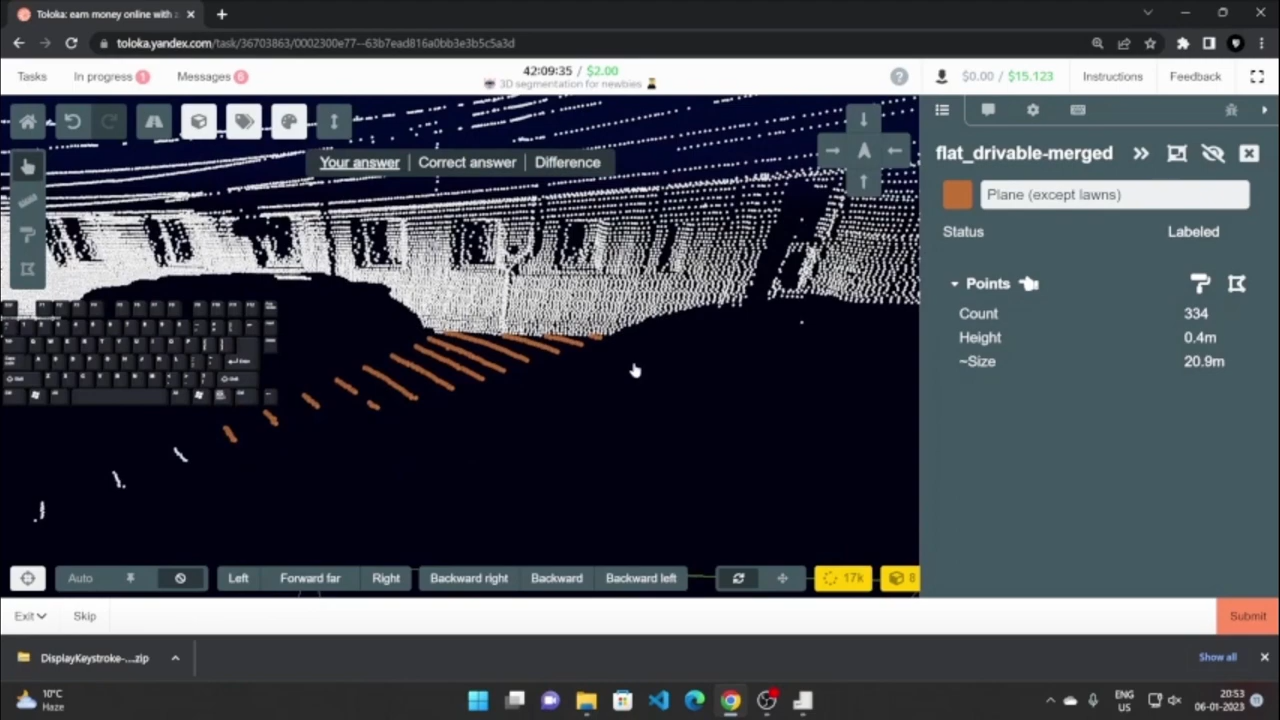 Toloka: earn money online with
toloka.yandex.com/task/36703863/0002300e77--63b7ead816a0bb3e3b5c5a3d
Tasks
In progress 1
Messages 6
42:09:35 / $2.00
3D segmentation for newbies
$0.00 / $15.123
Instructions
Feedback
Your answer | Correct answer | Difference
flat_drivable-merged
Plane (except lawns)
Status Labeled
Points
Count 334
Height 0.4m
~Size 20.9m
Auto
Left Forward far Right
Backward right Backward Backward left
17k
8
Exit
Skip
Submit
DisplayKeystroke-....zip
Show all
10°C
Haze
ENG
US
20:53
06-01-2023